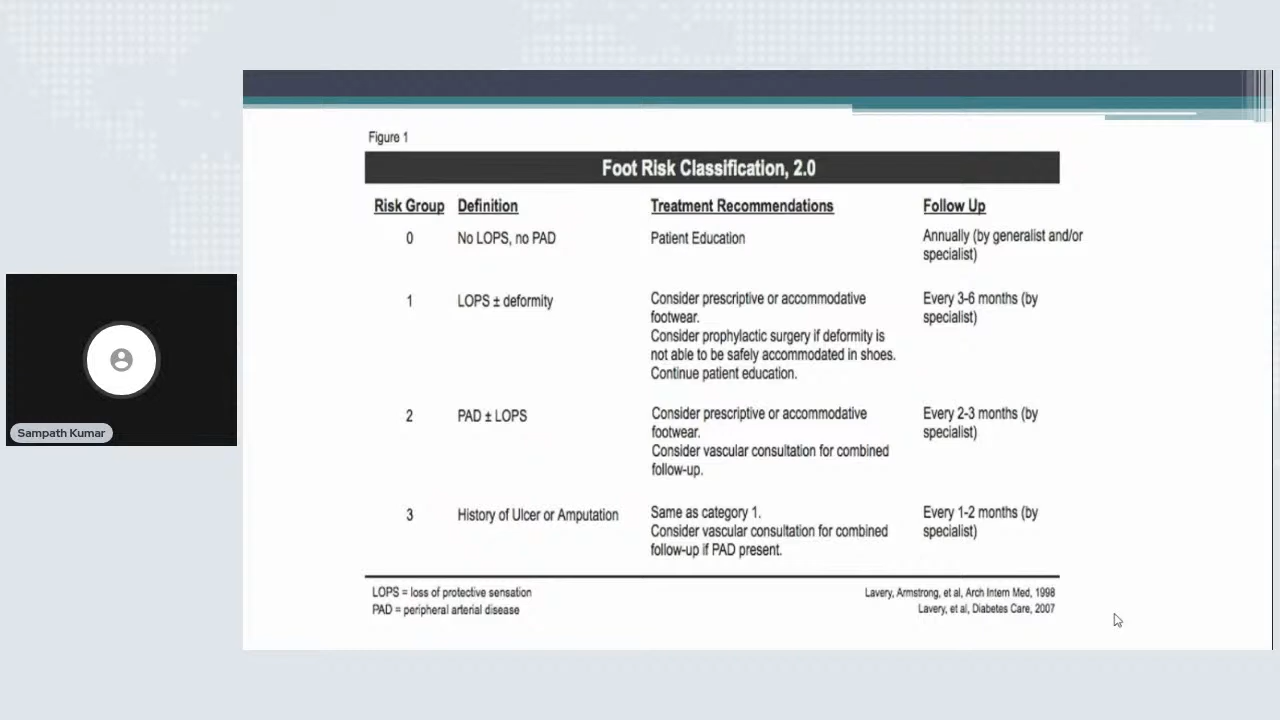 Figure 1
Foot Risk Classification, 2.0
Risk Group Definition Treatment Recommendations Follow Up
0 No LOPS, no PAD Patient Education Annually (by generalist and/or
specialist)
1 LOPS ± deformity Consider prescriptive or accommodative Every 3-6 months (by
footwear. specialist)
Consider prophylactic surgery if deformity is
not able to be safely accommodated in shoes.
Continue patient education.
2 PAD ± LOPS Consider prescriptive or accommodative Every 2-3 months (by
footwear. specialist)
Consider vascular consultation for combined
follow-up.
3 History of Ulcer or Amputation Same as category 1. Every 1-2 months (by
Consider vascular consultation for combined specialist)
follow-up if PAD present.
LOPS = loss of protective sensation Lavery, Armstrong, et al, Arch Intern Med, 1998
PAD = peripheral arterial disease Lavery, et al, Diabetes Care, 2007
Sampath Kumar